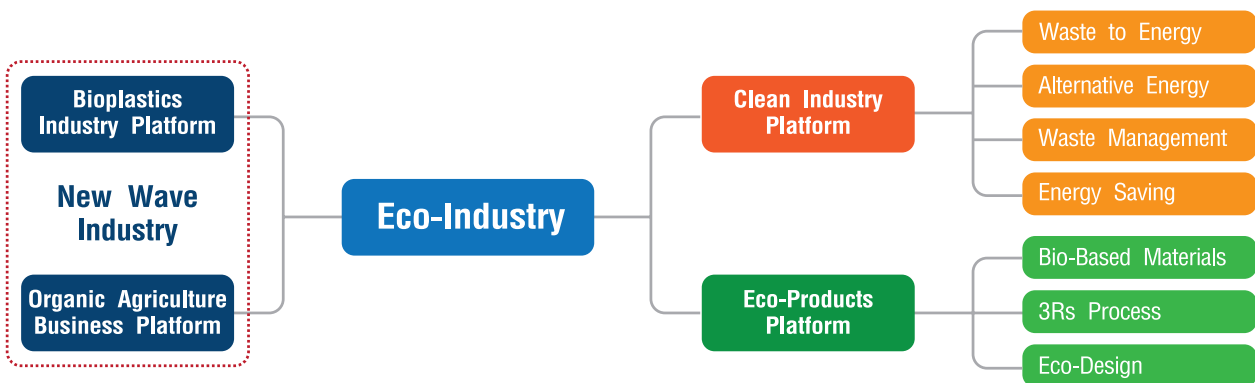 Bioplastics
Industry Platform
New Wave
Industry
Organic Agriculture
Business Platform
Eco-Industry
Clean Industry
Platform
Waste to Energy
Alternative Energy
Waste Management
Energy Saving
Eco-Products
Platform
Bio-Based Materials
3Rs Process
Eco-Design